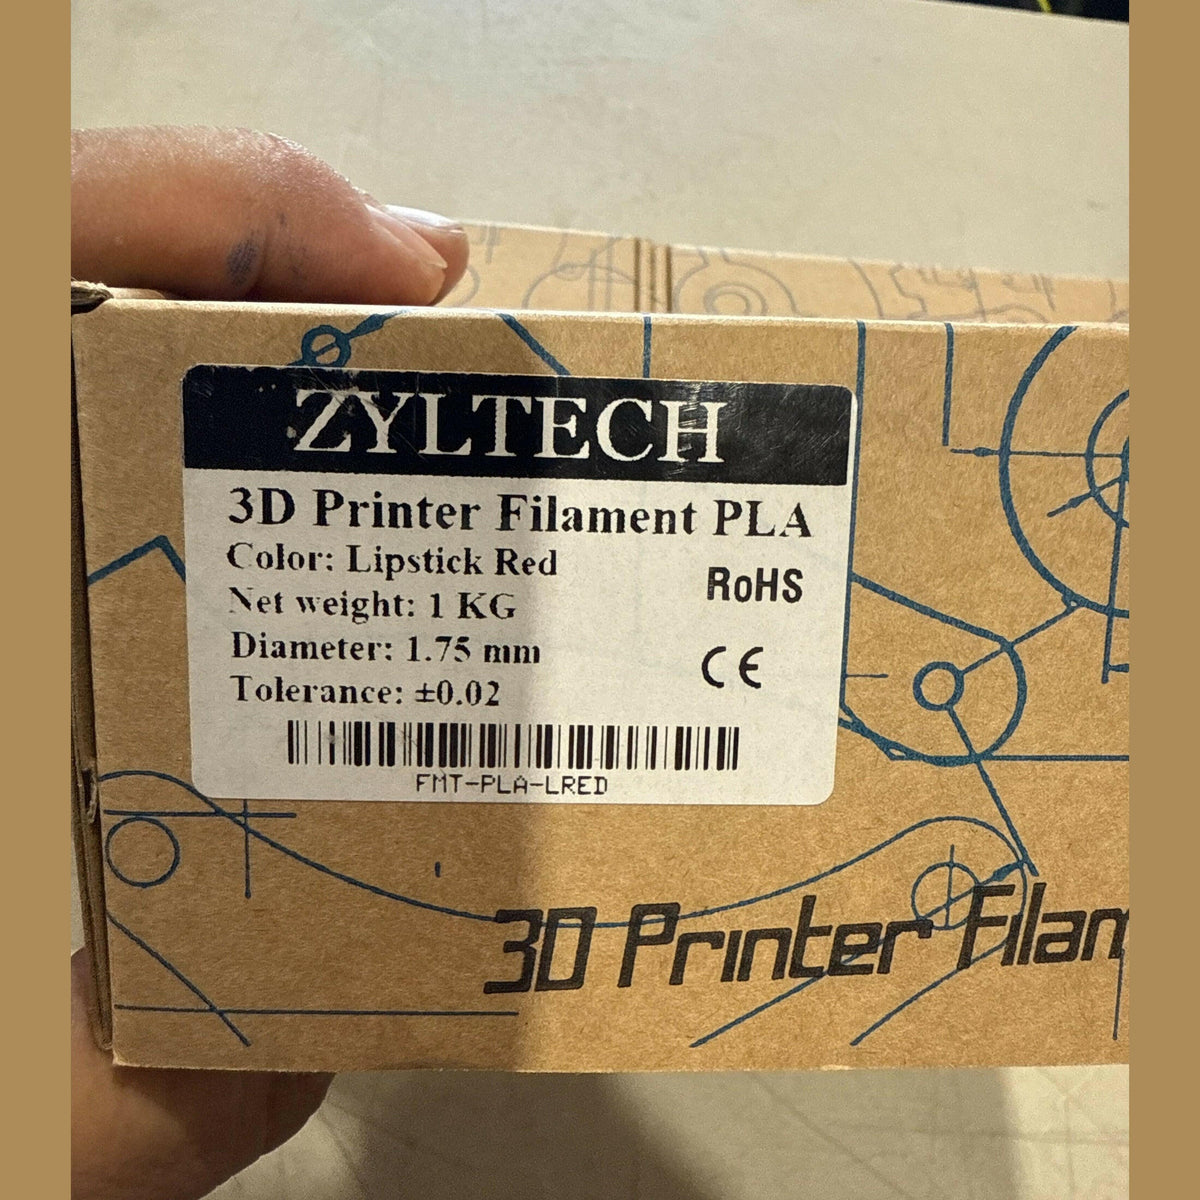 ZYLTECH
3D Printer Filament PLA
Color: Lipstick Red
Net weight: 1 KG
Diameter: 1.75 mm
Tolerance: ±0.02
RoHS
CE
FMT-PLA-LRED
3D Printer Filam